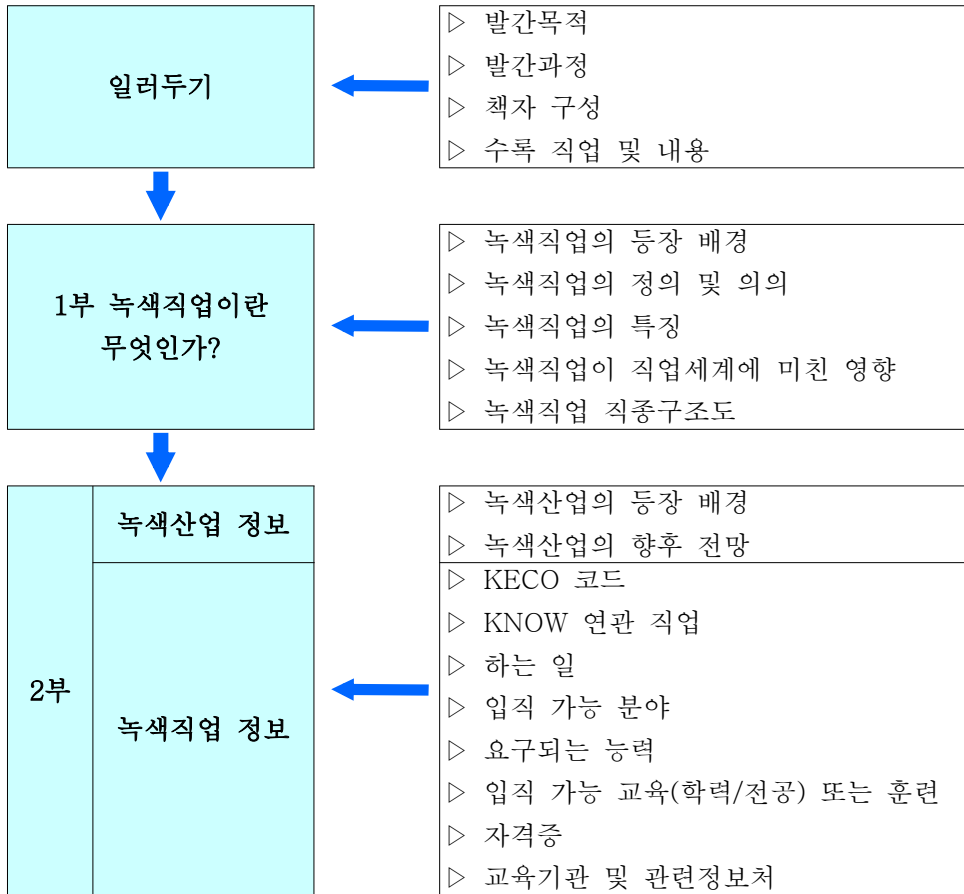 일러두기
▷ 발간목적
▷ 발간과정
▷ 책자 구성
▷ 수록 직업 및 내용
1부 녹색직업이란
무엇인가?
▷ 녹색직업의 등장 배경
▷ 녹색직업의 정의 및 의의
▷ 녹색직업의 특징
▷ 녹색직업이 직업세계에 미친 영향
▷ 녹색직업 직종구조도
2부
녹색산업 정보
▷ 녹색산업의 등장 배경
▷ 녹색산업의 향후 전망
녹색직업 정보
▷ KECO 코드
▷ KNOW 연관 직업
▷ 하는 일
▷ 입직 가능 분야
▷ 요구되는 능력
▷ 입직 가능 교육(학력/전공) 또는 훈련
▷ 자격증
▷ 교육기관 및 관련정보처